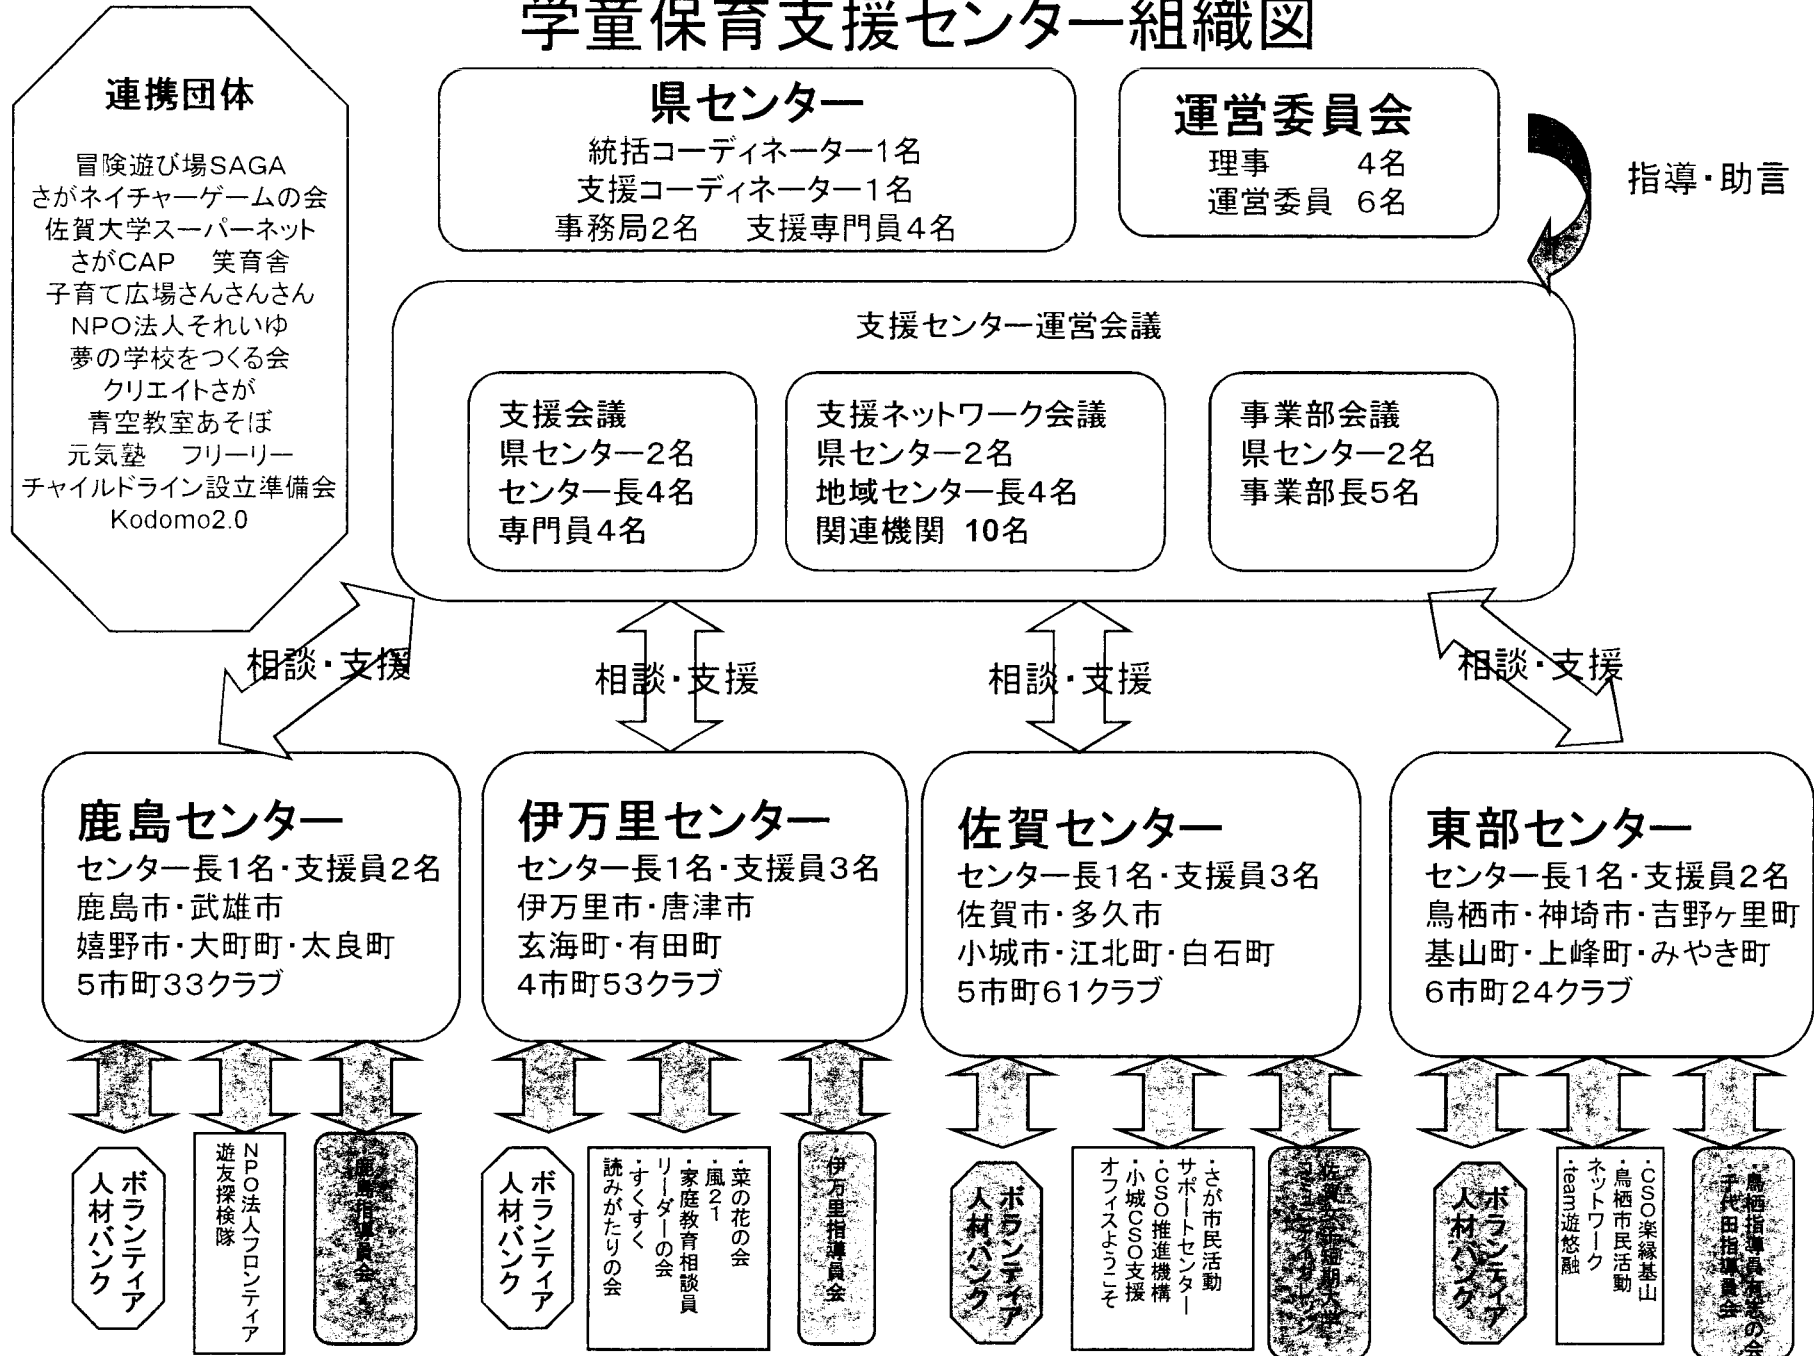 学童保育支援センター組織図
連携団体
冒険遊び場SAGA
さがネイチャーゲームの会
佐賀大学スーパーネット
さがCAP 笑育舎
子育て広場さんさんさん
NPO法人それいゆ
夢の学校をつくる会
クリエイトさが
青空教室あそぼ
元気塾 フリーリー
チャイルドライン設立準備会
Kodomo2.0
県センター
統括コーディネーター1名
支援コーディネーター1名
事務局2名 支援専門員4名
運営委員会
理事 4名
運営委員 6名
指導・助言
支援センター運営会議
支援会議
県センター2名
センター長4名
専門員4名
支援ネットワーク会議
県センター2名
地域センター長4名
関連機関 10名
事業部会議
県センター2名
事業部長5名
相談・支援
相談・支援
相談・支援
相談・支援
鹿島センター
センター長1名・支援員2名
鹿島市・武雄市
嬉野市・大町町・太良町
5市町33クラブ
伊万里センター
センター長1名・支援員3名
伊万里市・唐津市
玄海町・有田町
4市町53クラブ
佐賀センター
センター長1名・支援員3名
佐賀市・多久市
小城市・江北町・白石町
5市町61クラブ
東部センター
センター長1名・支援員2名
鳥栖市・神埼市・吉野ヶ里町
基山町・上峰町・みやき町
6市町24クラブ
ボランティア
人材バンク
NPO法人フロンティア
遊友探検隊
・鹿島指導員会
ボランティア
人材バンク
・菜の花の会
・風21
・家庭教育相談員
リーダーの会
・すくすく
読みがたりの会
・伊万里指導員会
ボランティア
人材バンク
・さが市民活動
サポートセンター
・CSO推進機構
・小城CSO支援
オフィスようこそ
佐賀女子短期大学
ボランティア
人材バンク
・CSO楽縁基山
・鳥栖市民活動
ネットワーク
・team遊悠融
・鳥栖指導員有志の会
・千代田指導員会